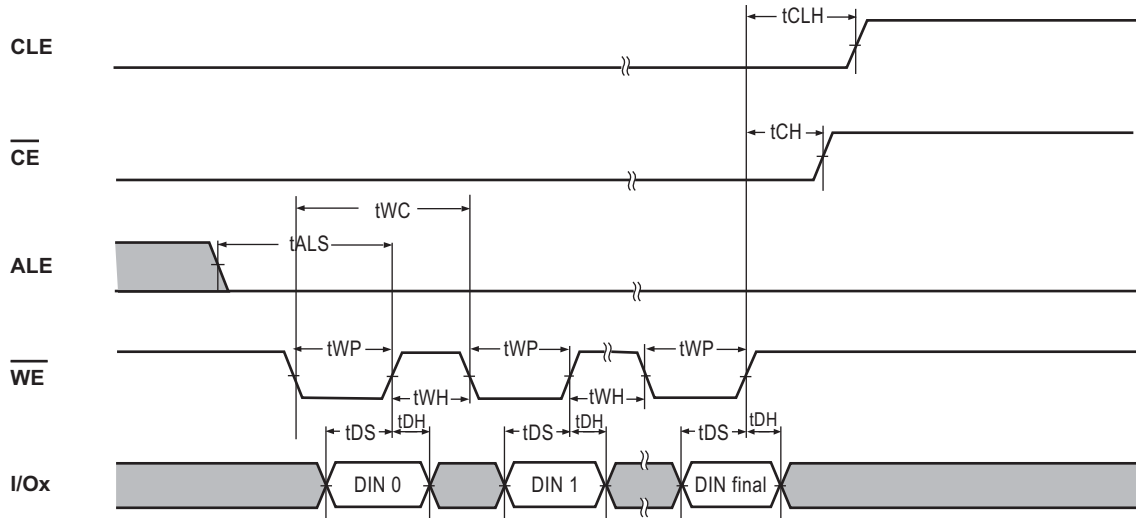 tCLH
CLE
tCH
CE
tWC
tALS
ALE
tWP tWP tWP
WE
tWH tWH
tDS tDH tDS tDH tDS tDH
I/Ox DIN 0 DIN 1 DIN final